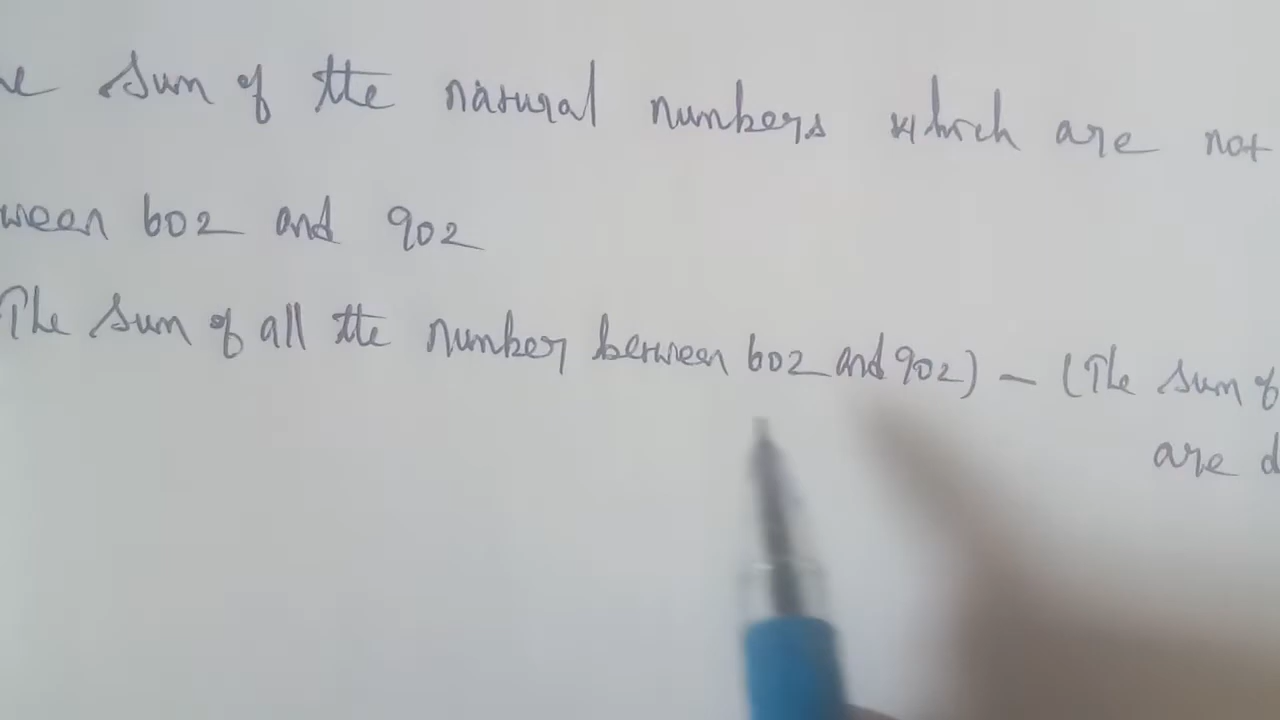 sum of the natural numbers which are not
ween 602 and 902
The sum of all the number between 602 and 902) - (The sum of
are d